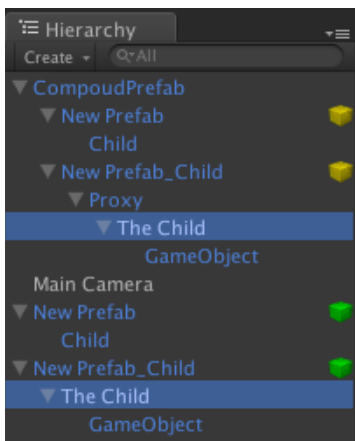 Hierarchy
Create All
CompoudPrefab
New Prefab
Child
New Prefab_Child
Proxy
The Child
GameObject
Main Camera
New Prefab
Child
New Prefab_Child
The Child
GameObject